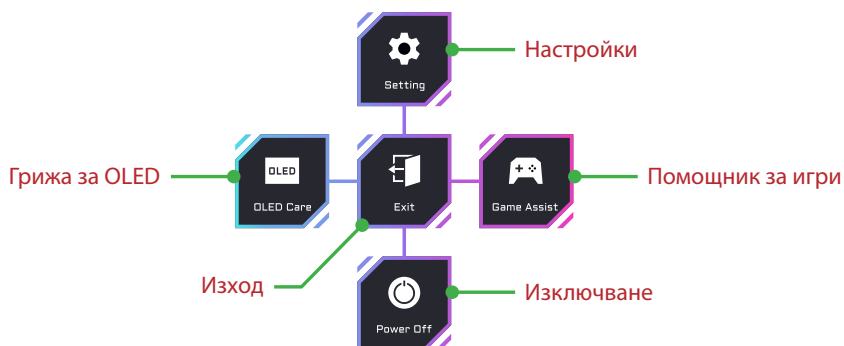 Настройки
Setting
Грижа за OLED
OLED
OLED Care
Exit
Game Assist
Помощник за игри
Изход
Изключване
Power Off